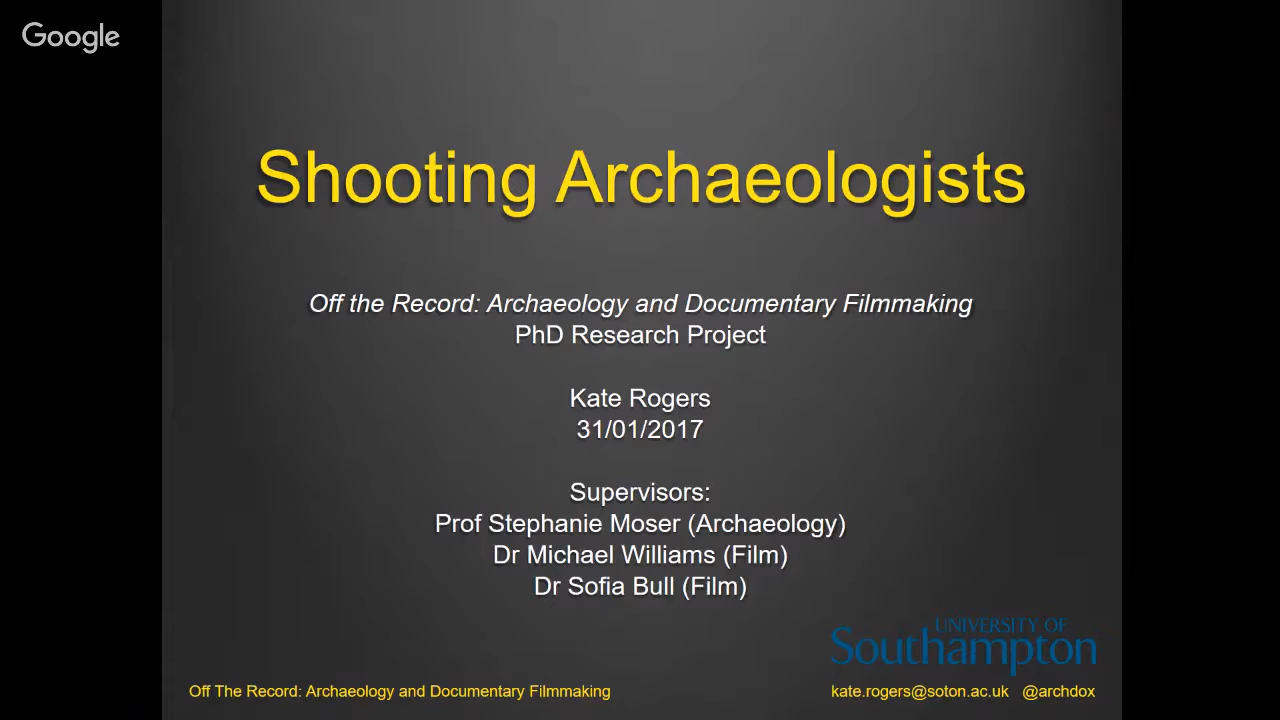 Google
Shooting Archaeologists
Off the Record: Archaeology and Documentary Filmmaking
PhD Research Project
Kate Rogers
31/01/2017
Supervisors:
Prof Stephanie Moser (Archaeology)
Dr Michael Williams (Film)
Dr Sofia Bull (Film)
UNIVERSITY OF
Southampton
Off The Record: Archaeology and Documentary Filmmaking
kate.rogers@soton.ac.uk @archdox